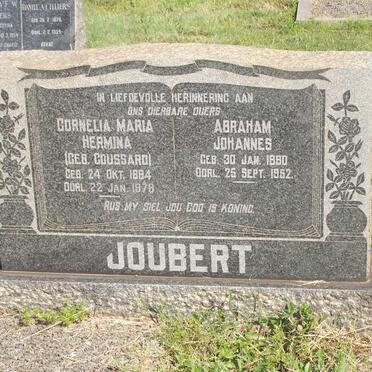 IN LIEFDEVOLLE HERINNERING AAN
ONS DIERBARE OUERS
CORNELIA MARIA
HERMINA
(GEB. COUSSARD)
GEB. 24 OKT. 1884
OORL. 22 JAN. 1978
ABRAHAM
JOHANNES
GEB. 30 JAN. 1880
OORL. 25 SEPT. 1952.
RUS MY SIEL JOU GOD IS KONING
JOUBERT